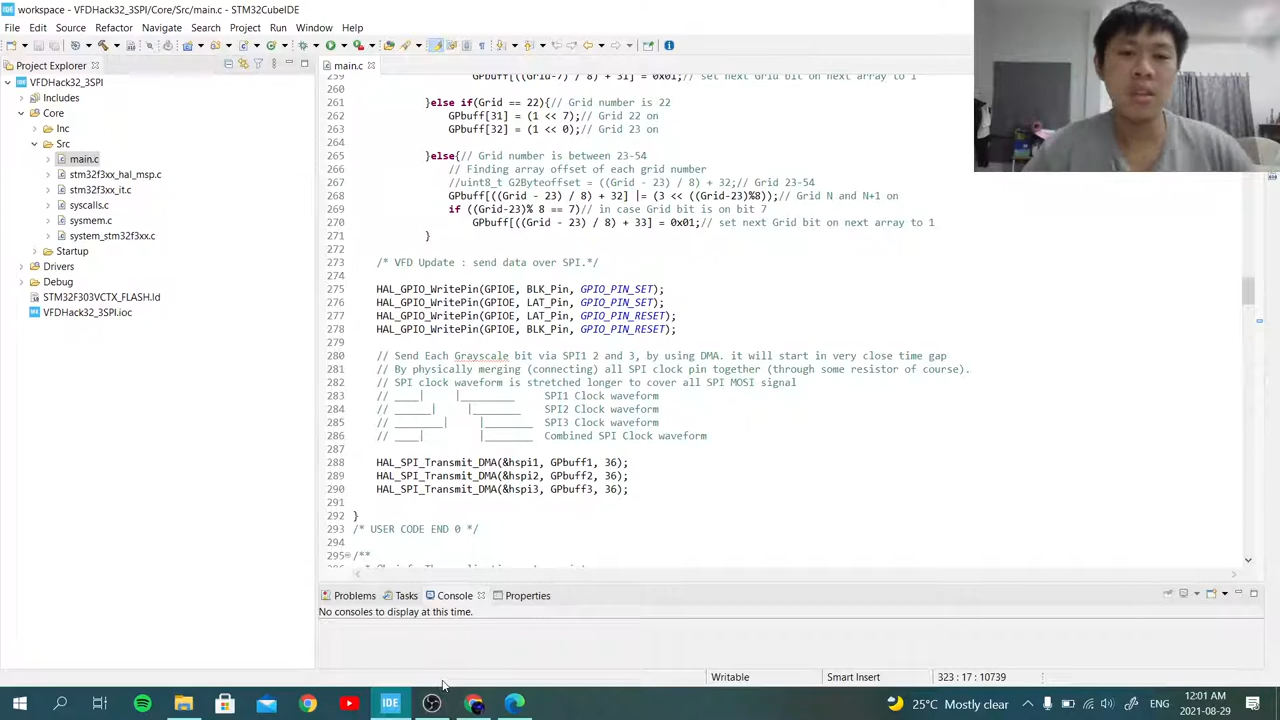 workspace - VFDHack32_3SPI/Core/Src/main.c - STM32CubeIDE
File Edit Source Refactor Navigate Search Project Run Window Help
Project Explorer
main.c
VFDHack32_3SPI
Includes
Core
Inc
Src
main.c
stm32f3xx_hal_msp.c
stm32f3xx_it.c
syscalls.c
sysmem.c
system_stm32f3xx.c
Startup
Drivers
Debug
STM32F303VCTX_FLASH.ld
VFDHack32_3SPI.ioc
259 GPbuff[((Grid-7) / 8) + 31] = 0x01;// set next Grid bit on next array to 1
260
261 }else if(Grid == 22){// Grid number is 22
262 GPbuff[31] = (1 << 7);// Grid 22 on
263 GPbuff[32] = (1 << 0);// Grid 23 on
264
265 }else{// Grid number is between 23-54
266 // Finding array offset of each grid number
267 //uint8_t G2Byteoffset = ((Grid - 23) / 8) + 32;// Grid 23-54
268 GPbuff[((Grid - 23) / 8) + 32] |= (3 << ((Grid-23)%8));// Grid N and N+1 on
269 if ((Grid-23)% 8 == 7)// in case Grid bit is on bit 7
270 GPbuff[((Grid - 23) / 8) + 33] = 0x01;// set next Grid bit on next array to 1
271 }
272
273 /* VFD Update : send data over SPI.*/
274
275 HAL_GPIO_WritePin(GPIOE, BLK_Pin, GPIO_PIN_SET);
276 HAL_GPIO_WritePin(GPIOE, LAT_Pin, GPIO_PIN_SET);
277 HAL_GPIO_WritePin(GPIOE, LAT_Pin, GPIO_PIN_RESET);
278 HAL_GPIO_WritePin(GPIOE, BLK_Pin, GPIO_PIN_RESET);
279
280 // Send Each Grayscale bit via SPI1 2 and 3, by using DMA. it will start in very close time gap
281 // By physically merging (connecting) all SPI clock pin together (through some resistor of course).
282 // SPI clock waveform is stretched longer to cover all SPI MOSI signal
283 // ____| |_________ SPI1 Clock waveform
284 // ______| |________ SPI2 Clock waveform
285 // ________| |________ SPI3 Clock waveform
286 // ____| |________ Combined SPI Clock waveform
287
288 HAL_SPI_Transmit_DMA(&hspi1, GPbuff1, 36);
289 HAL_SPI_Transmit_DMA(&hspi2, GPbuff2, 36);
290 HAL_SPI_Transmit_DMA(&hspi3, GPbuff3, 36);
291
292 }
293 /* USER CODE END 0 */
294
295 /**
Problems Tasks Console Properties
No consoles to display at this time.
Writable Smart Insert 323 : 17 : 10739
IDE
25°C Mostly clear
ENG
12:01 AM
2021-08-29